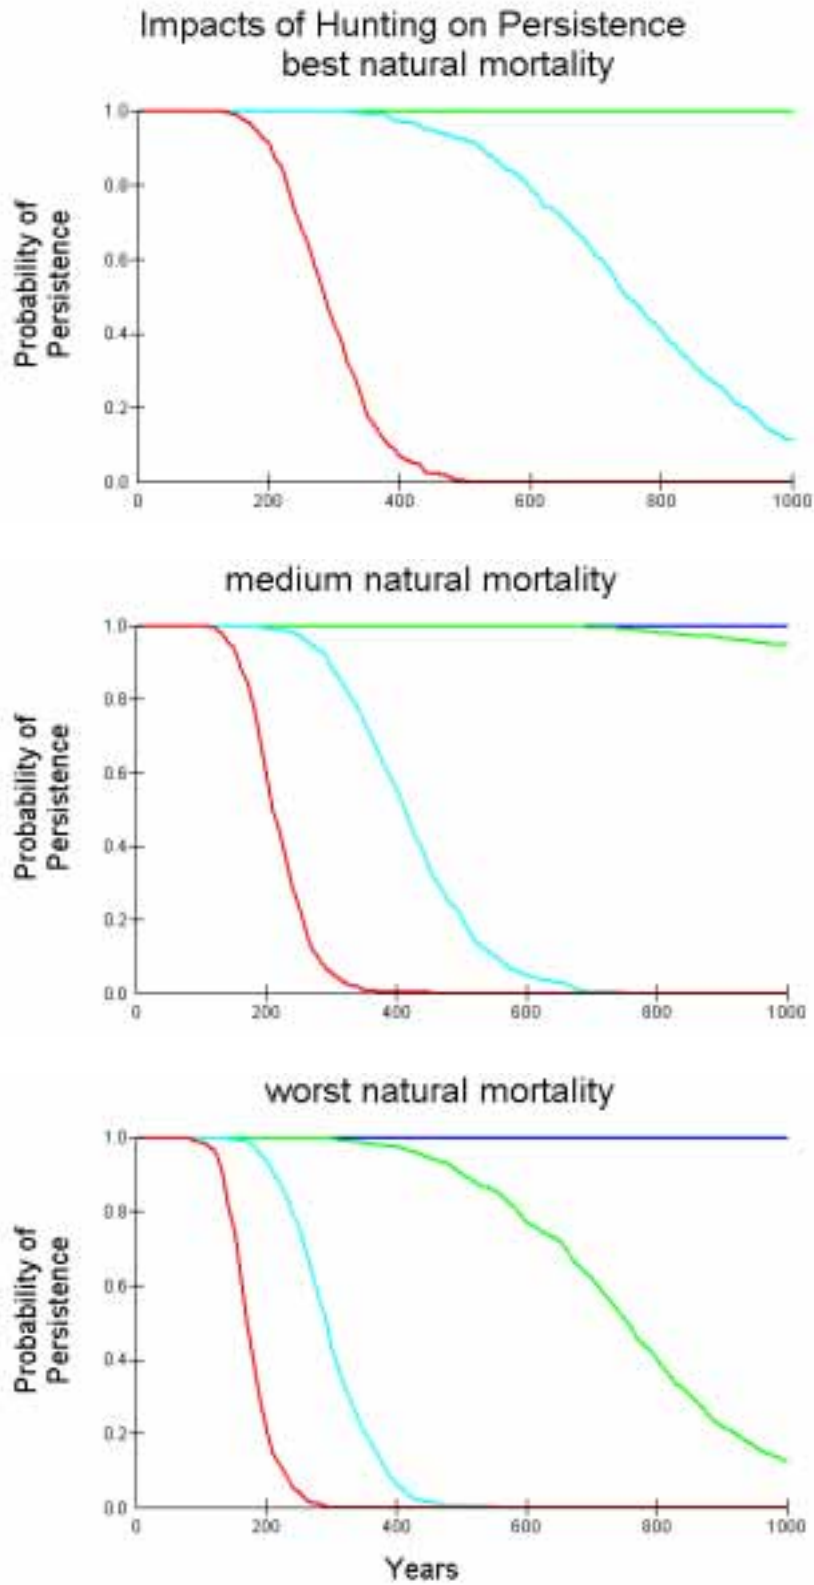 Impacts of Hunting on Persistence
best natural mortality
Probability of
Persistence
1.0
0.8
0.6
0.4
0.2
0.0
0 200 400 600 800 1000
medium natural mortality
Probability of
Persistence
1.0
0.8
0.6
0.4
0.2
0.0
0 200 400 600 800 1000
worst natural mortality
Probability of
Persistence
1.0
0.8
0.6
0.4
0.2
0.0
0 200 400 600 800 1000
Years